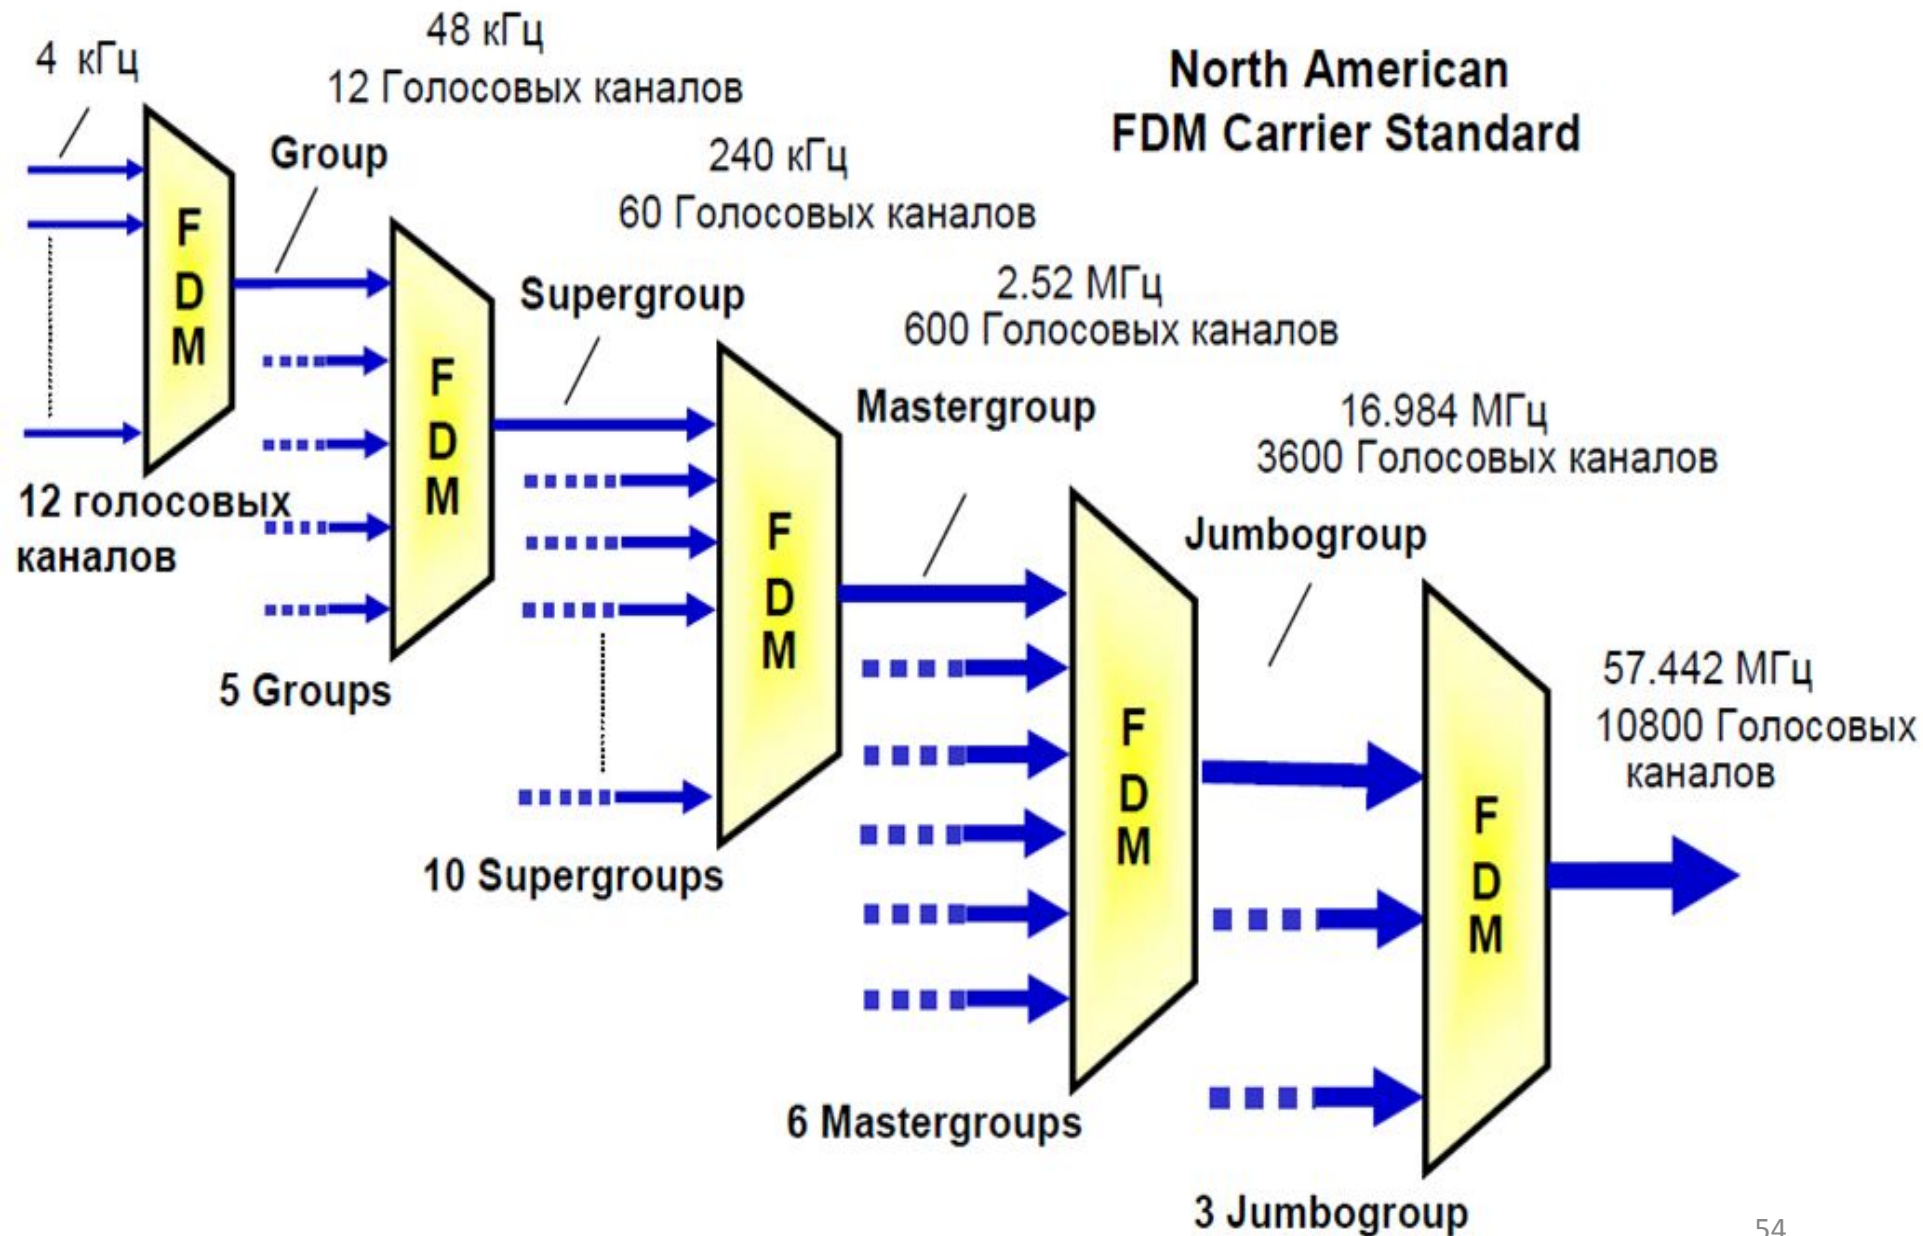 4 кГц
48 кГц
12 Голосовых каналов
North American
FDM Carrier Standard
Group
240 кГц
60 Голосовых каналов
Supergroup
2.52 МГц
600 Голосовых каналов
Mastergroup
16.984 МГц
3600 Голосовых каналов
Jumbogroup
57.442 МГц
10800 Голосовых
каналов
F
D
M
F
D
M
F
D
M
F
D
M
F
D
M
12 голосовых
каналов
5 Groups
10 Supergroups
6 Mastergroups
3 Jumbogroup
54